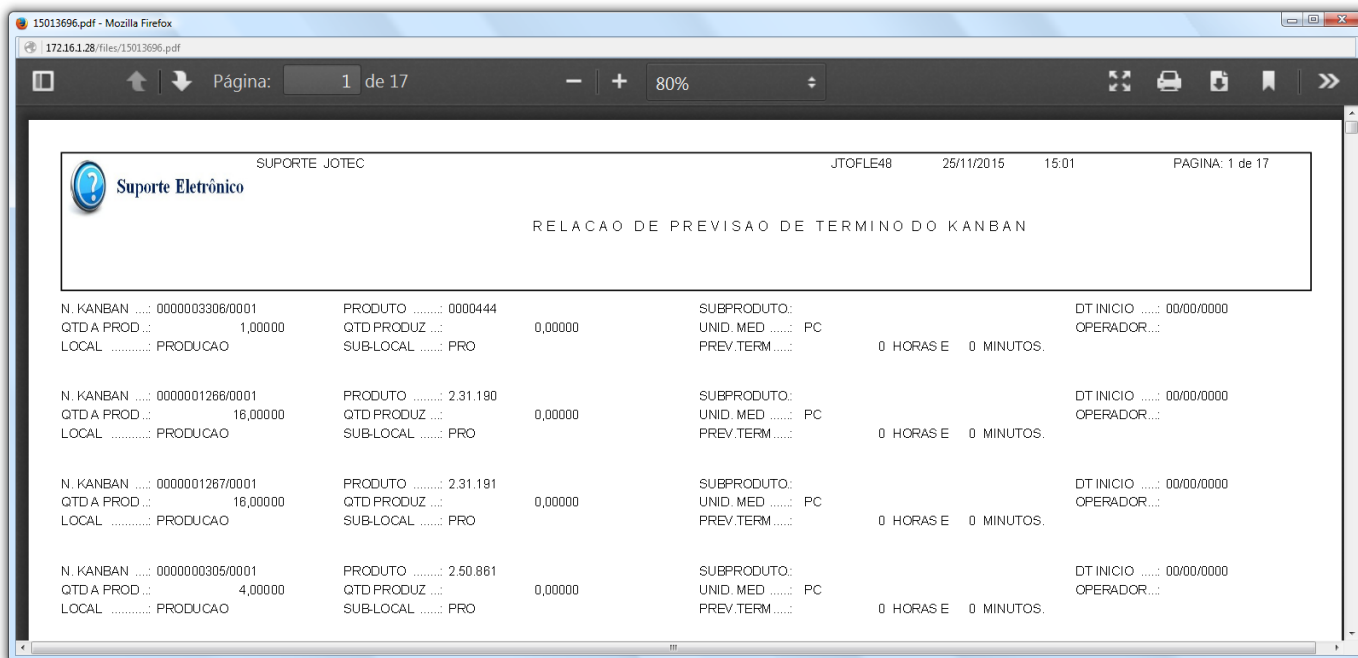 15013696.pdf - Mozilla Firefox
172.16.1.28/files/15013696.pdf
Página: 1 de 17 80%
SUPORTE JOTEC JTOFLE48 25/11/2015 15:01 PAGINA: 1 de 17
Suporte Eletrônico
RELACAO DE PREVISAO DE TERMINO DO KANBAN
N. KANBAN ....: 0000003306/0001 PRODUTO ........: 0000444 SUBPRODUTO.: DT INICIO .....: 00/00/0000
QTD A PROD ..: 1,00000 QTD PRODUZ ...: 0,00000 UNID. MED .....: PC OPERADOR...:
LOCAL ..........: PRODUCAO SUB-LOCAL ......: PRO PREV.TERM.....: 0 HORAS E 0 MINUTOS.
N. KANBAN ....: 0000001266/0001 PRODUTO ........: 2.31.190 SUBPRODUTO.: DT INICIO .....: 00/00/0000
QTD A PROD ..: 16,00000 QTD PRODUZ ...: 0,00000 UNID. MED .....: PC OPERADOR...:
LOCAL ..........: PRODUCAO SUB-LOCAL ......: PRO PREV.TERM.....: 0 HORAS E 0 MINUTOS.
N. KANBAN ....: 0000001267/0001 PRODUTO ........: 2.31.191 SUBPRODUTO.: DT INICIO .....: 00/00/0000
QTD A PROD ..: 16,00000 QTD PRODUZ ...: 0,00000 UNID. MED .....: PC OPERADOR...:
LOCAL ..........: PRODUCAO SUB-LOCAL ......: PRO PREV.TERM.....: 0 HORAS E 0 MINUTOS.
N. KANBAN ....: 0000000305/0001 PRODUTO ........: 2.50.861 SUBPRODUTO.: DT INICIO .....: 00/00/0000
QTD A PROD ..: 4,00000 QTD PRODUZ ...: 0,00000 UNID. MED .....: PC OPERADOR...:
LOCAL ..........: PRODUCAO SUB-LOCAL ......: PRO PREV.TERM.....: 0 HORAS E 0 MINUTOS.